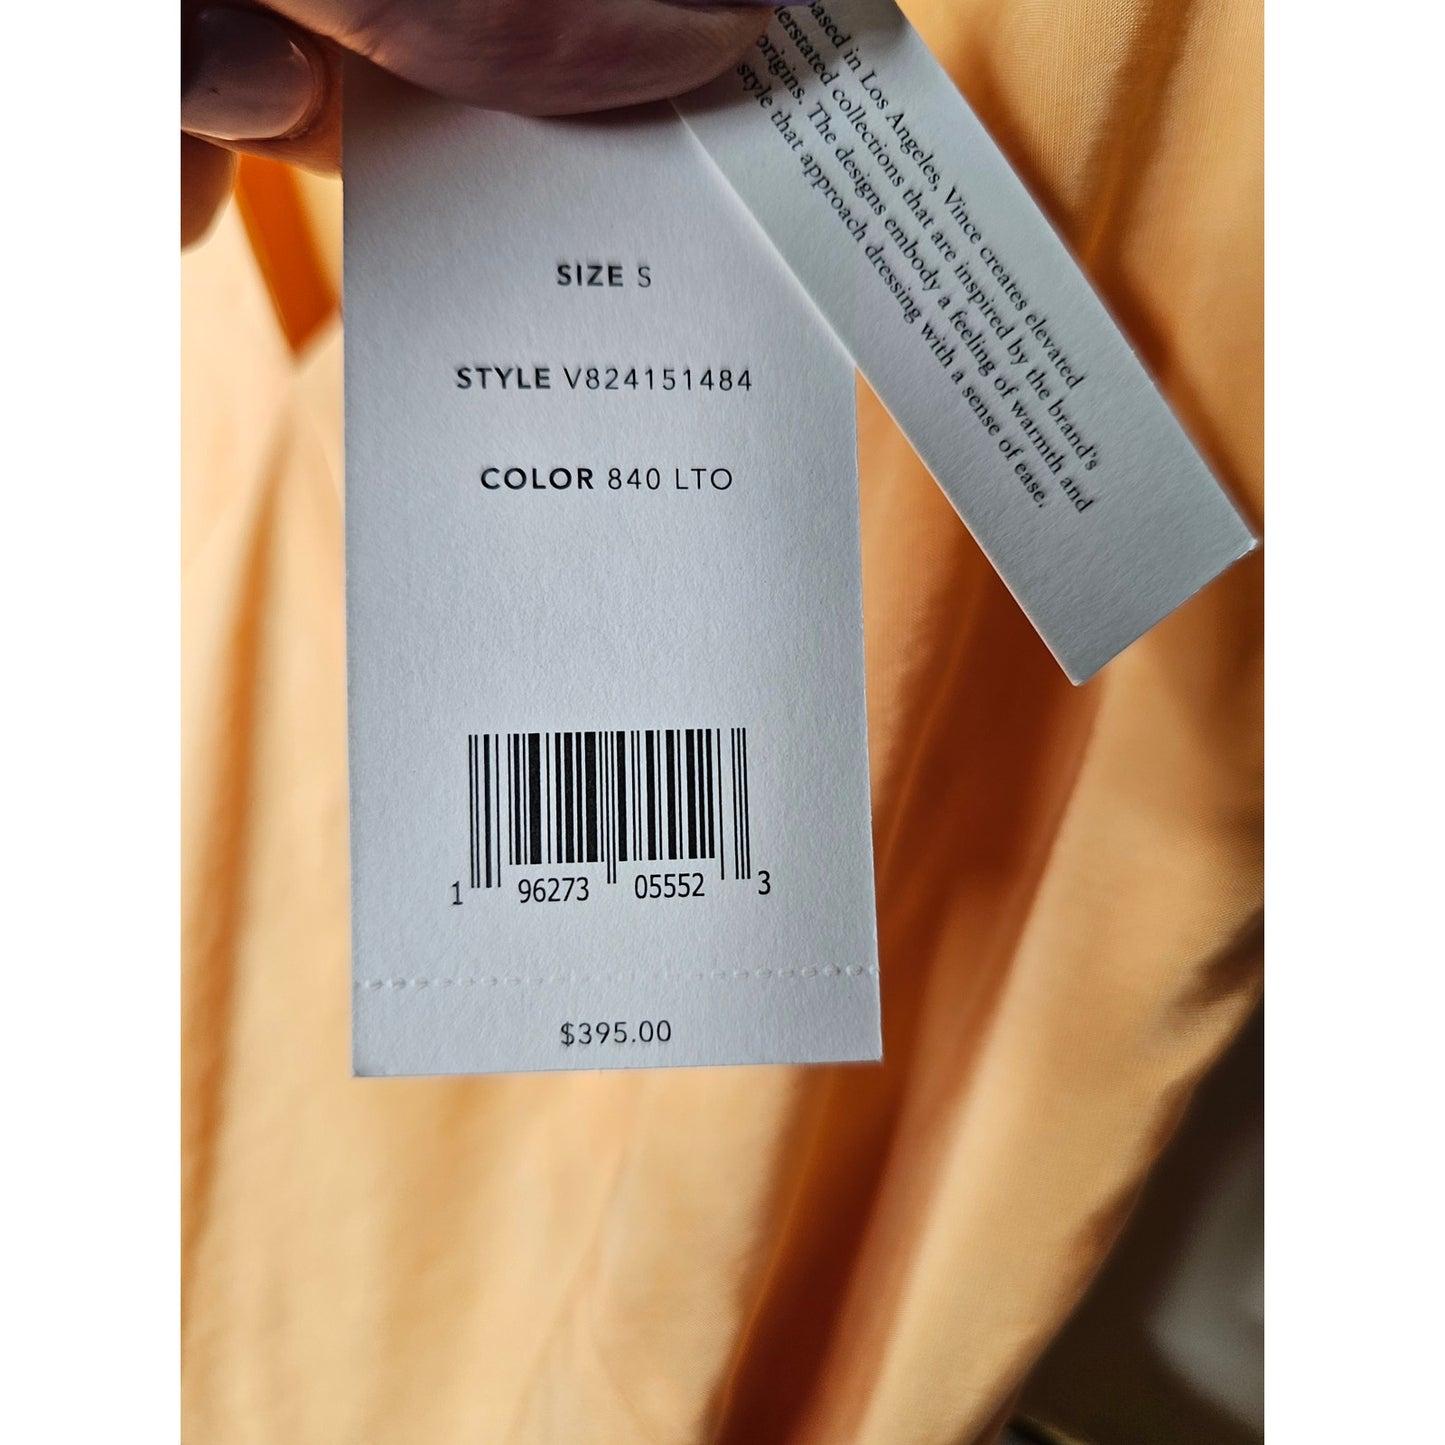 SIZE S
STYLE V824151484
COLOR 840 LTO
1 96273 05552 3
$395.00
based in Los Angeles, Vince creates elevated
collections that are inspired by the brand's
origins. The designs embody a feeling of warmth and
style that approach dressing with a sense of ease.